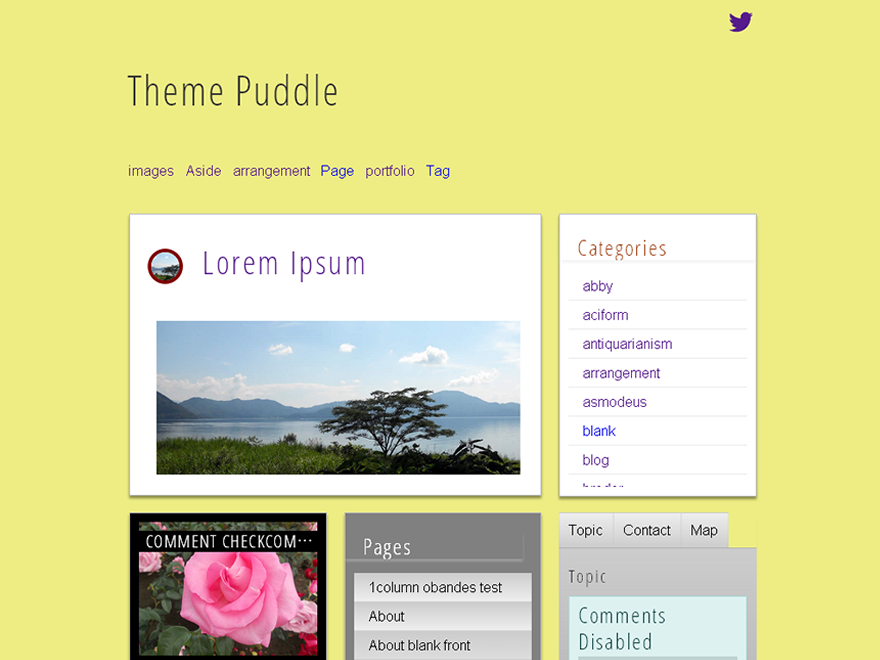 Theme Puddle
images Aside arrangement Page portfolio Tag
Lorem Ipsum
Categories
abby
aciform
antiquarianism
arrangement
asmodeus
blank
blog
COMMENT CHECKCOM…
Pages
1column obandes test
About
About blank front
Topic Contact Map
Topic
Comments
Disabled